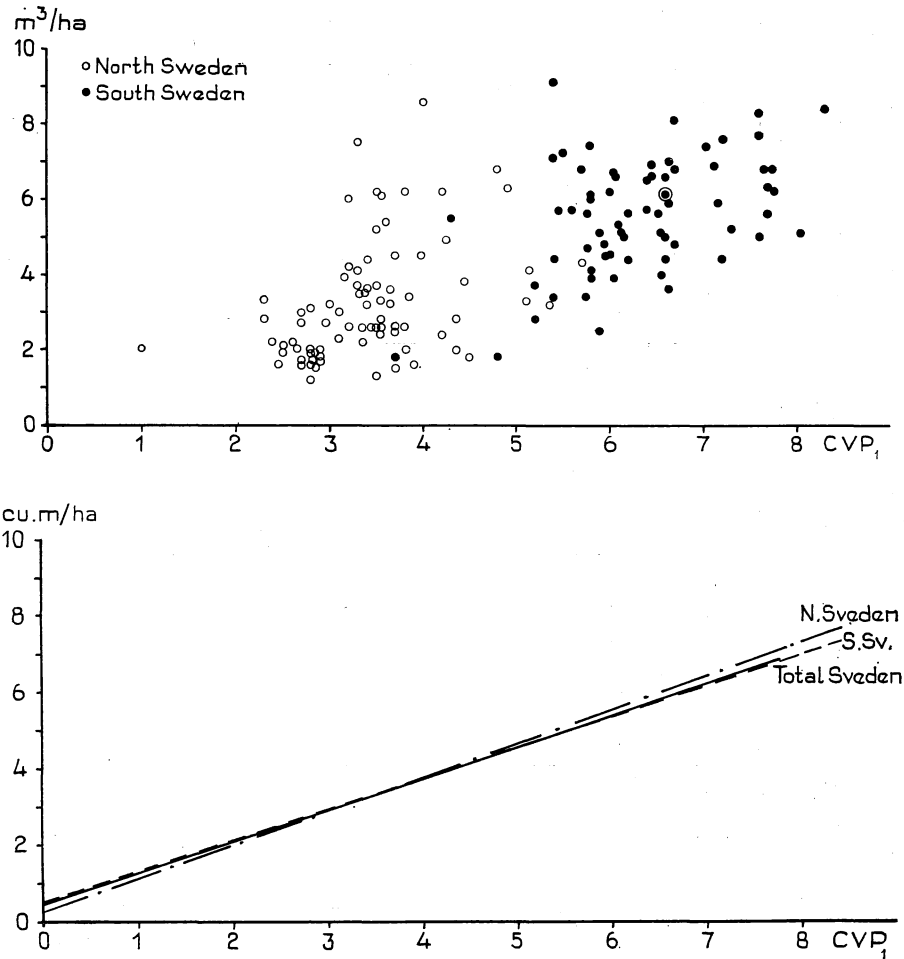 m³/ha
10
○ North Sweden
● South Sweden
8
6
4
2
0
0 1 2 3 4 5 6 7 8 CVP₁
cu.m/ha
10
8
N.Sweden
S.Sv.
Total Sweden
6
4
2
0
0 1 2 3 4 5 6 7 8 CVP₁